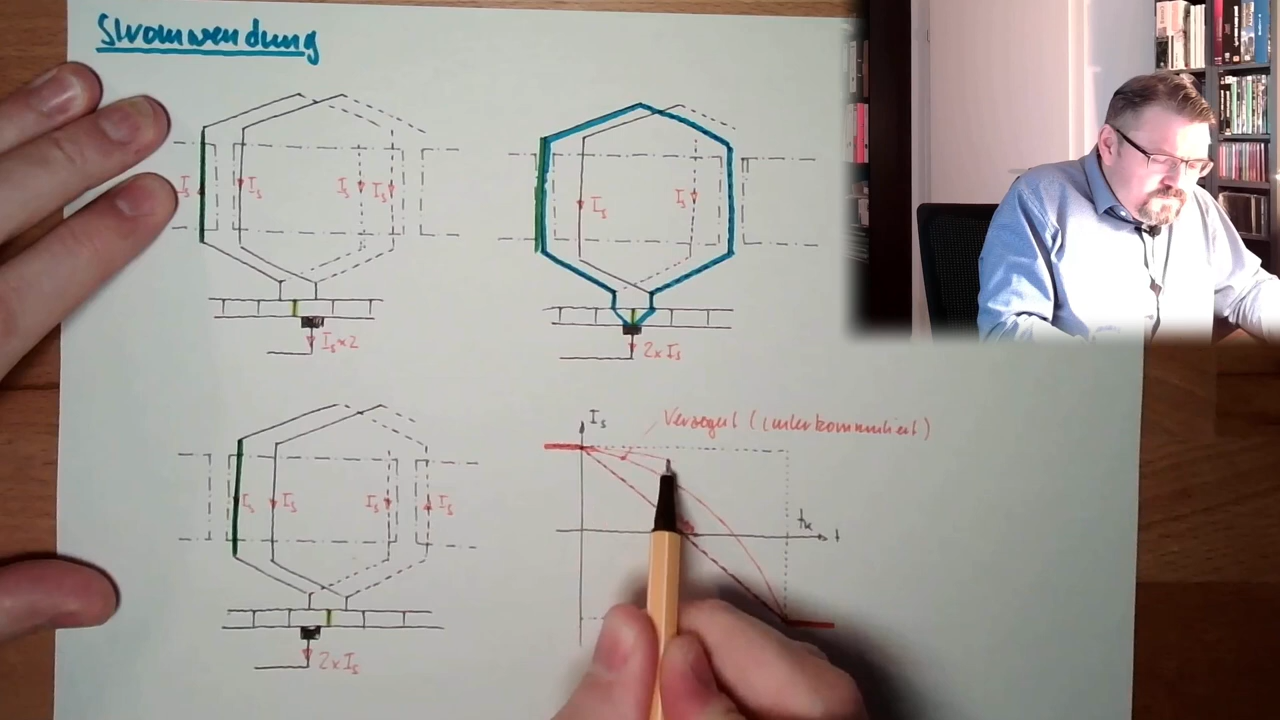 Stromwendung
Is Is Is Is
Is×2
Is Is
2×Is
Is Is Is Is
2×Is
Is
Verzögert (unterkommutiert)
tk
t